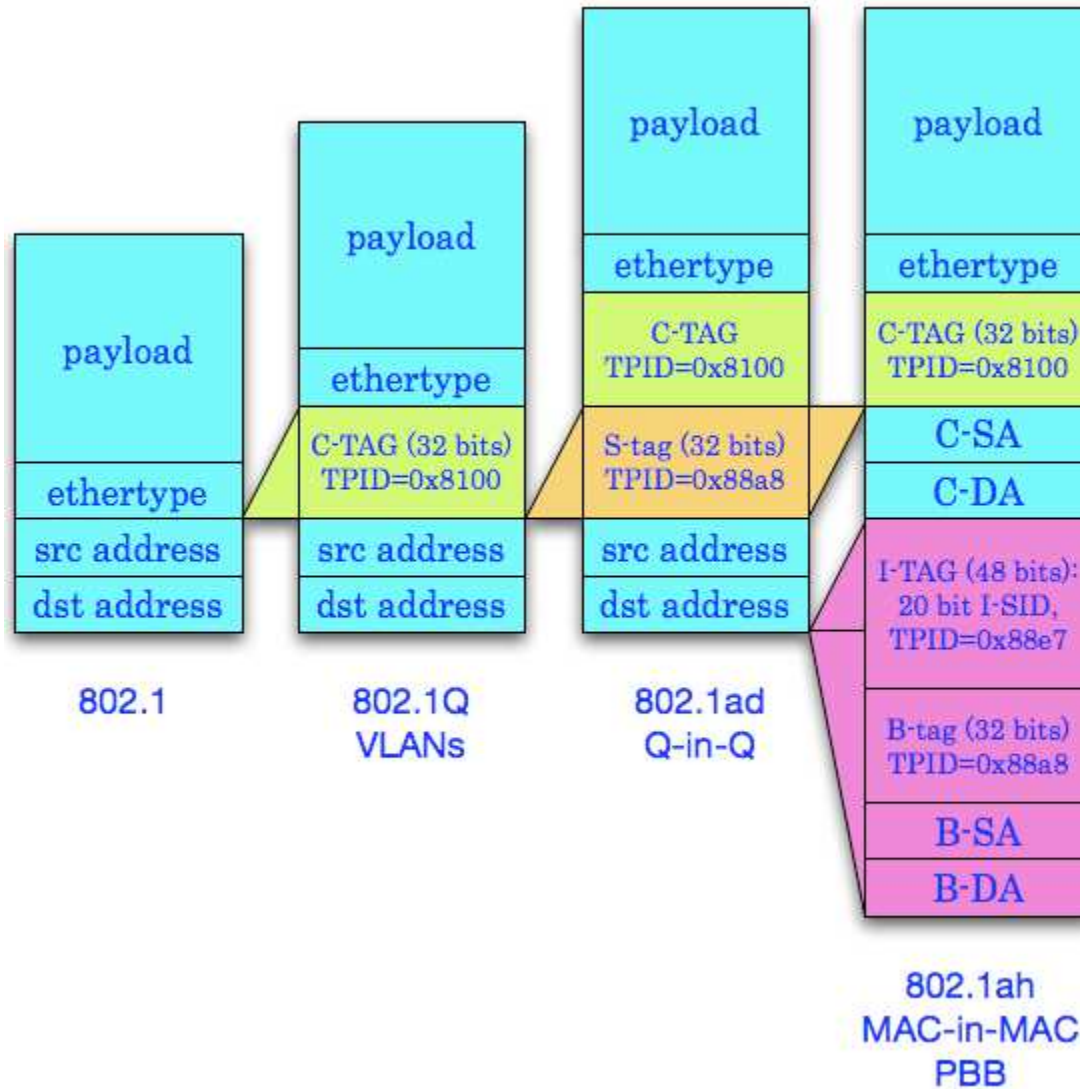 payload
ethertype
src address
dst address
802.1
payload
ethertype
C-TAG (32 bits)
TPID=0x8100
src address
dst address
802.1Q
VLANs
payload
ethertype
C-TAG
TPID=0x8100
S-tag (32 bits)
TPID=0x88a8
src address
dst address
802.1ad
Q-in-Q
payload
ethertype
C-TAG (32 bits)
TPID=0x8100
C-SA
C-DA
I-TAG (48 bits):
20 bit I-SID,
TPID=0x88e7
B-tag (32 bits)
TPID=0x88a8
B-SA
B-DA
802.1ah
MAC-in-MAC
PBB